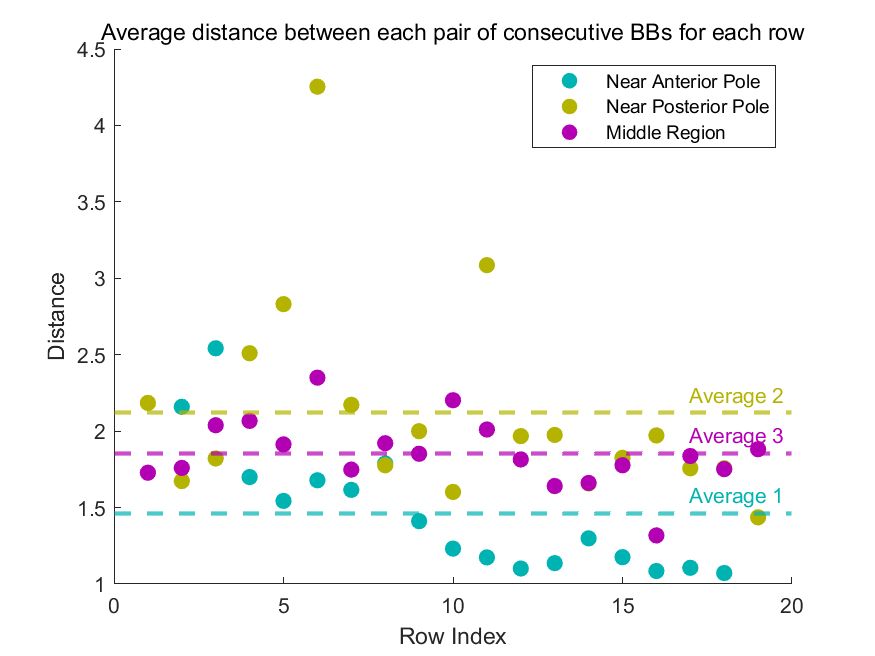 Average distance between each pair of consecutive BBs for each row
4.5
4
3.5
3
2.5
2
1.5
1
Distance
Near Anterior Pole
Near Posterior Pole
Middle Region
Average 2
Average 3
Average 1
0
5
10
15
20
Row Index